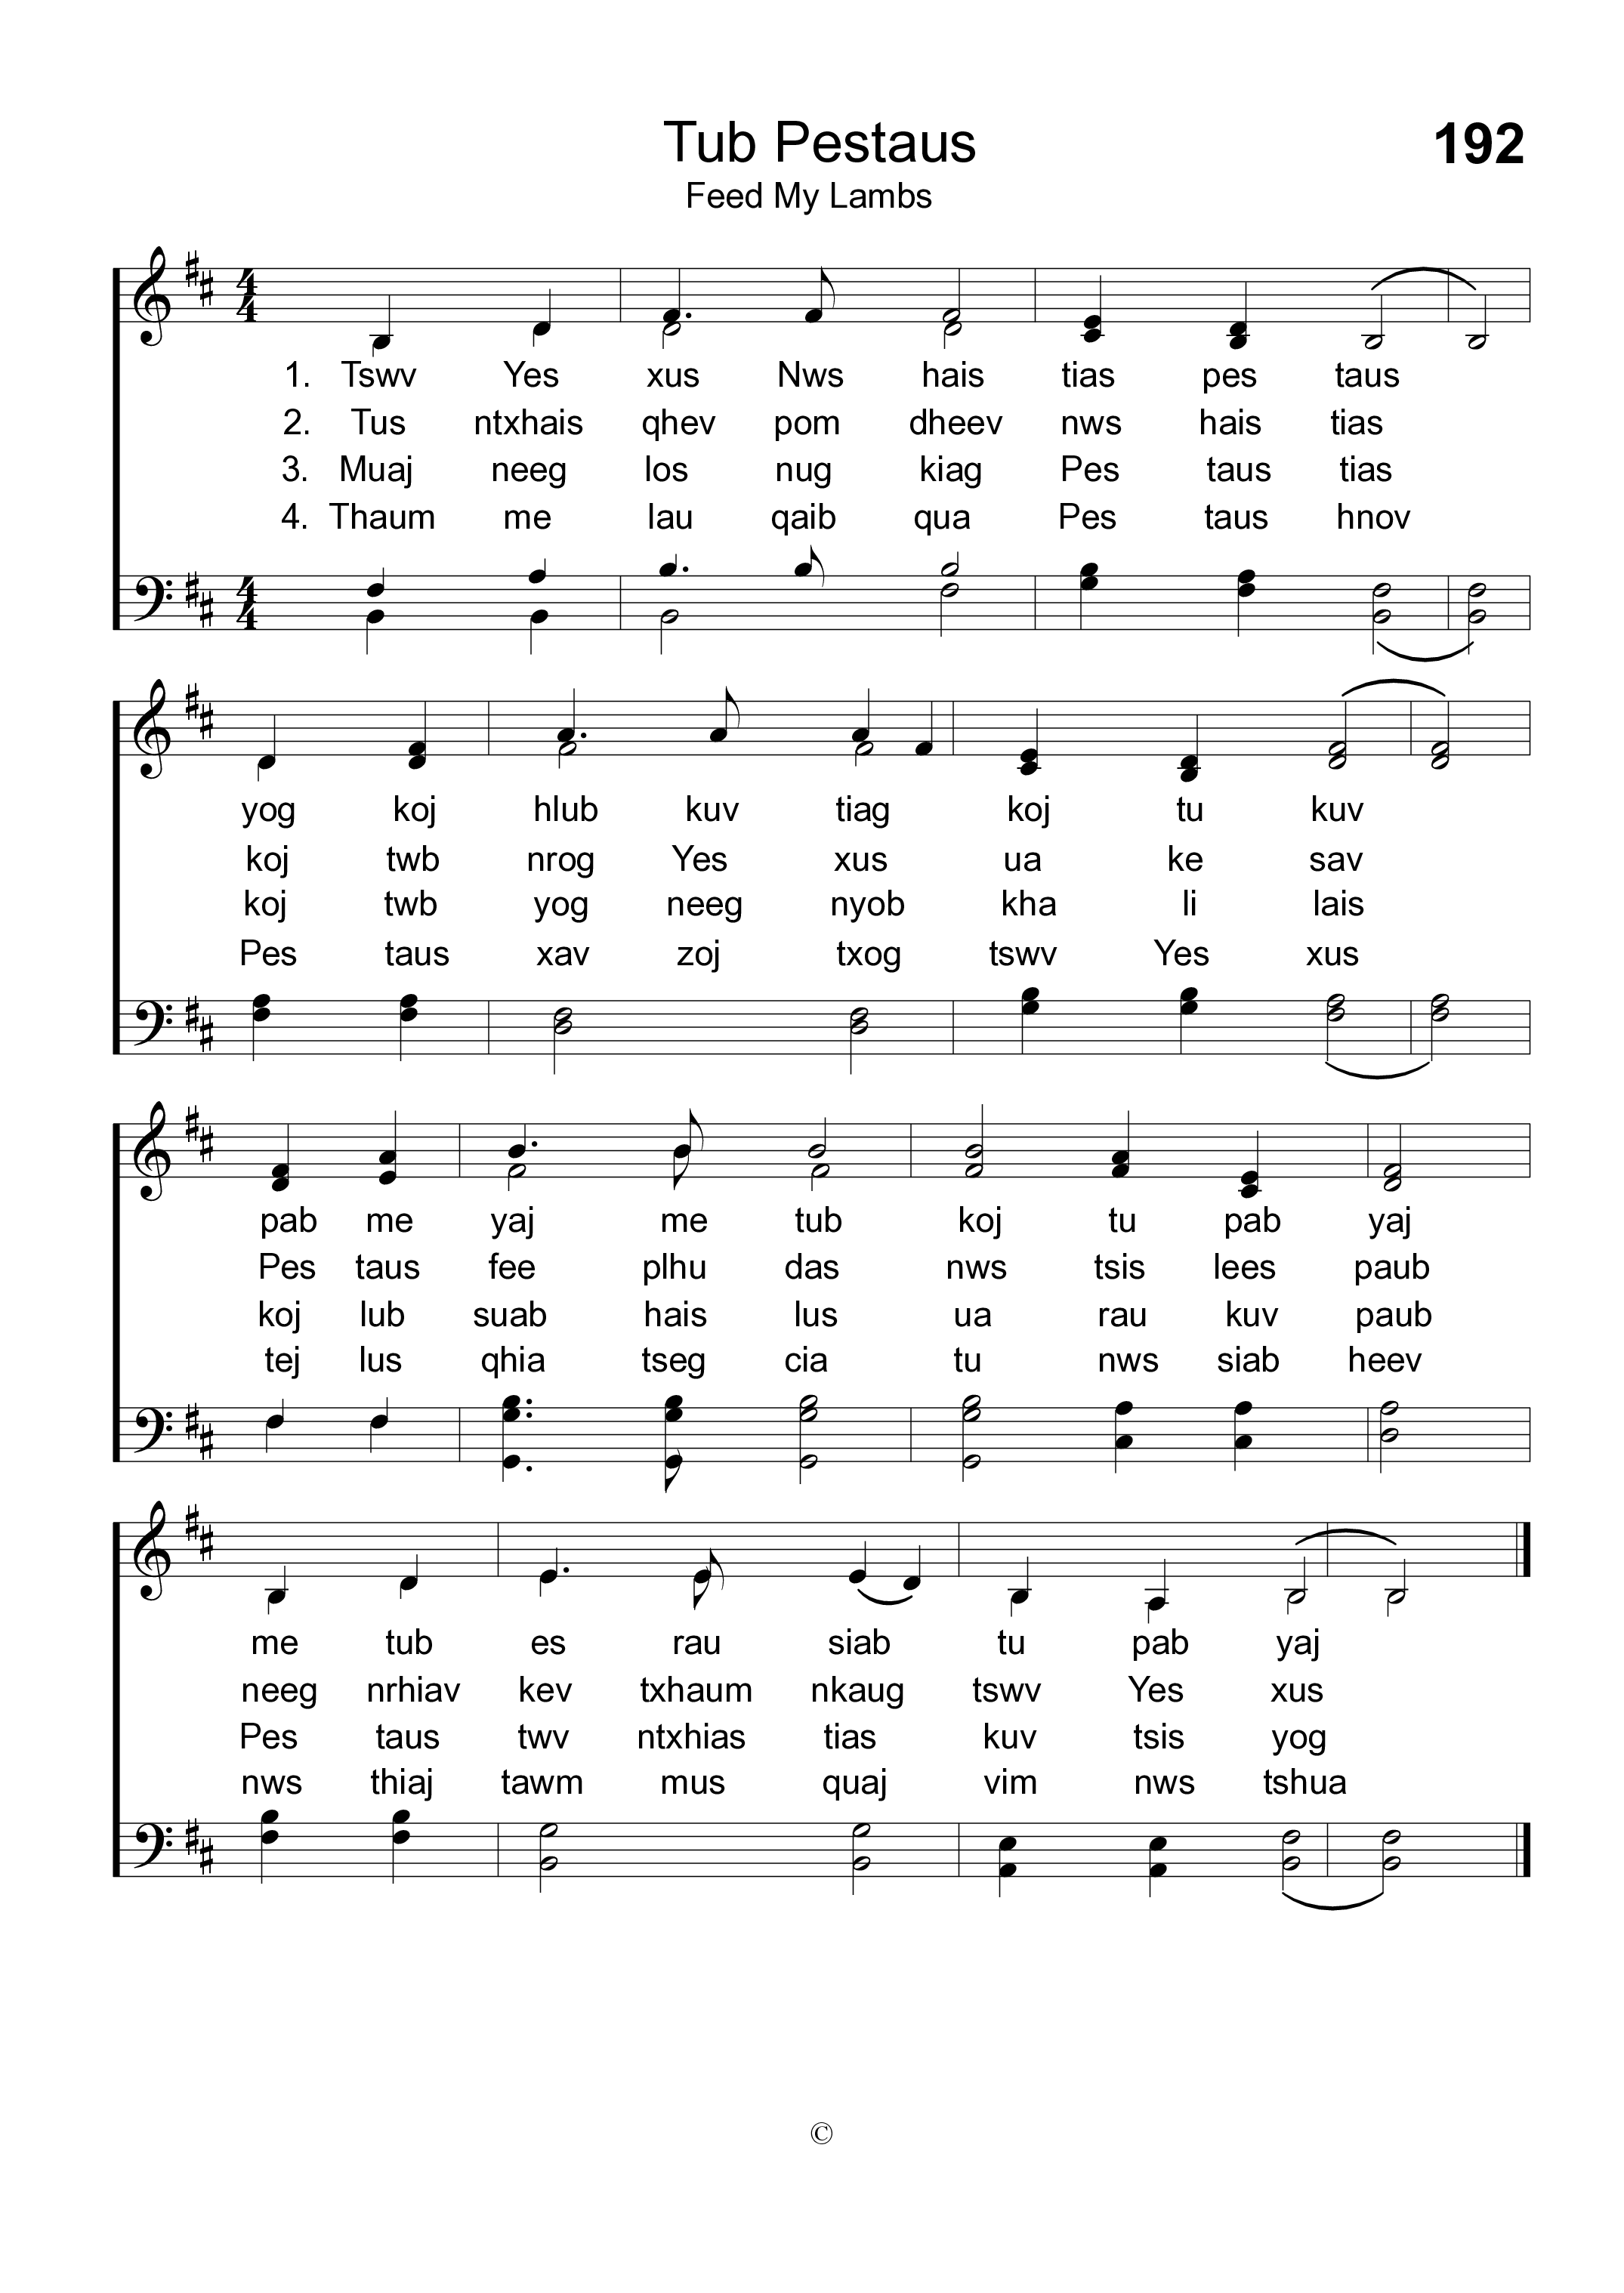 Tub Pestaus
192
Feed My Lambs
1. Tswv Yes xus Nws hais tias pes taus
2. Tus ntxhais qhev pom dheev nws hais tias
3. Muaj neeg los nug kiag Pes taus tias
4. Thaum me lau qaib qua Pes taus hnov
yog koj hlub kuv tiag koj tu kuv
koj twb nrog Yes xus ua ke sav
koj twb yog neeg nyob kha li lais
Pes taus xav zoj txog tswv Yes xus
pab me yaj me tub koj tu pab yaj
Pes taus fee plhu das nws tsis lees paub
koj lub suab hais lus ua rau kuv paub
tej lus qhia tseg cia tu nws siab heev
me tub es rau siab tu pab yaj
neeg nrhiav kev txhaum nkaug tswv Yes xus
Pes taus twv ntxhias tias kuv tsis yog
nws thiaj tawm mus quaj vim nws tshua
©